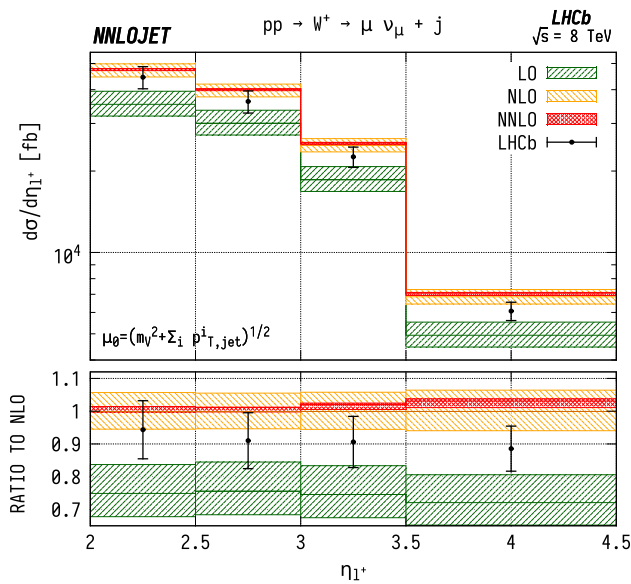 NNLOJET
pp → W⁺ → μ ν_μ + j
LHCb
√s = 8 TeV
LO
NLO
NNLO
LHCb
dσ/dη_l⁺ [fb]
10⁴
μ₀=(m_V²+Σ_i p^i_T,jet)^1/2
RATIO TO NLO
1.1
1
0.9
0.8
0.7
2 2.5 3 3.5 4 4.5
η_l⁺